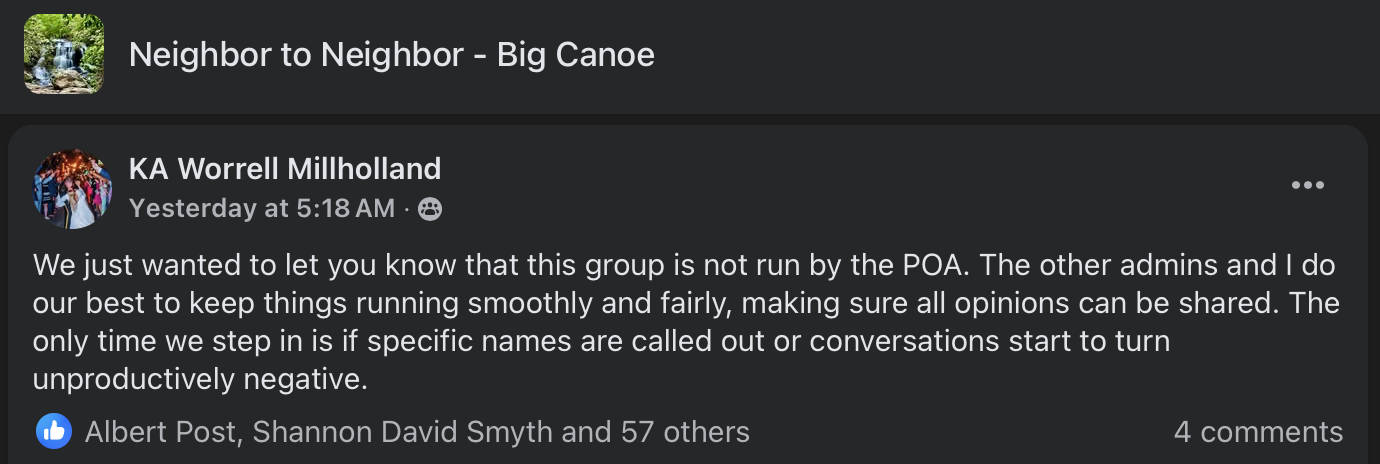 Neighbor to Neighbor - Big Canoe
KA Worrell Millholland
Yesterday at 5:18 AM ·
We just wanted to let you know that this group is not run by the POA. The other admins and I do
our best to keep things running smoothly and fairly, making sure all opinions can be shared. The
only time we step in is if specific names are called out or conversations start to turn
unproductively negative.
Albert Post, Shannon David Smyth and 57 others 4 comments